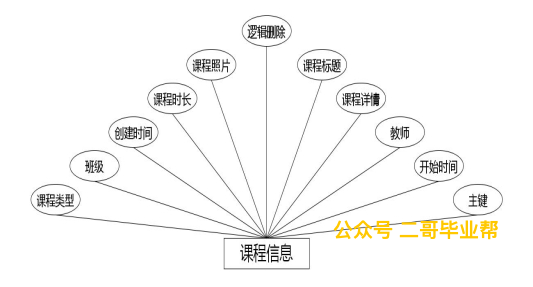 逻辑删除
课程照片
课程标题
课程时长
课程详情
创建时间
教师
班级
开始时间
课程类型
主键
公众号 二哥毕业帮
课程信息